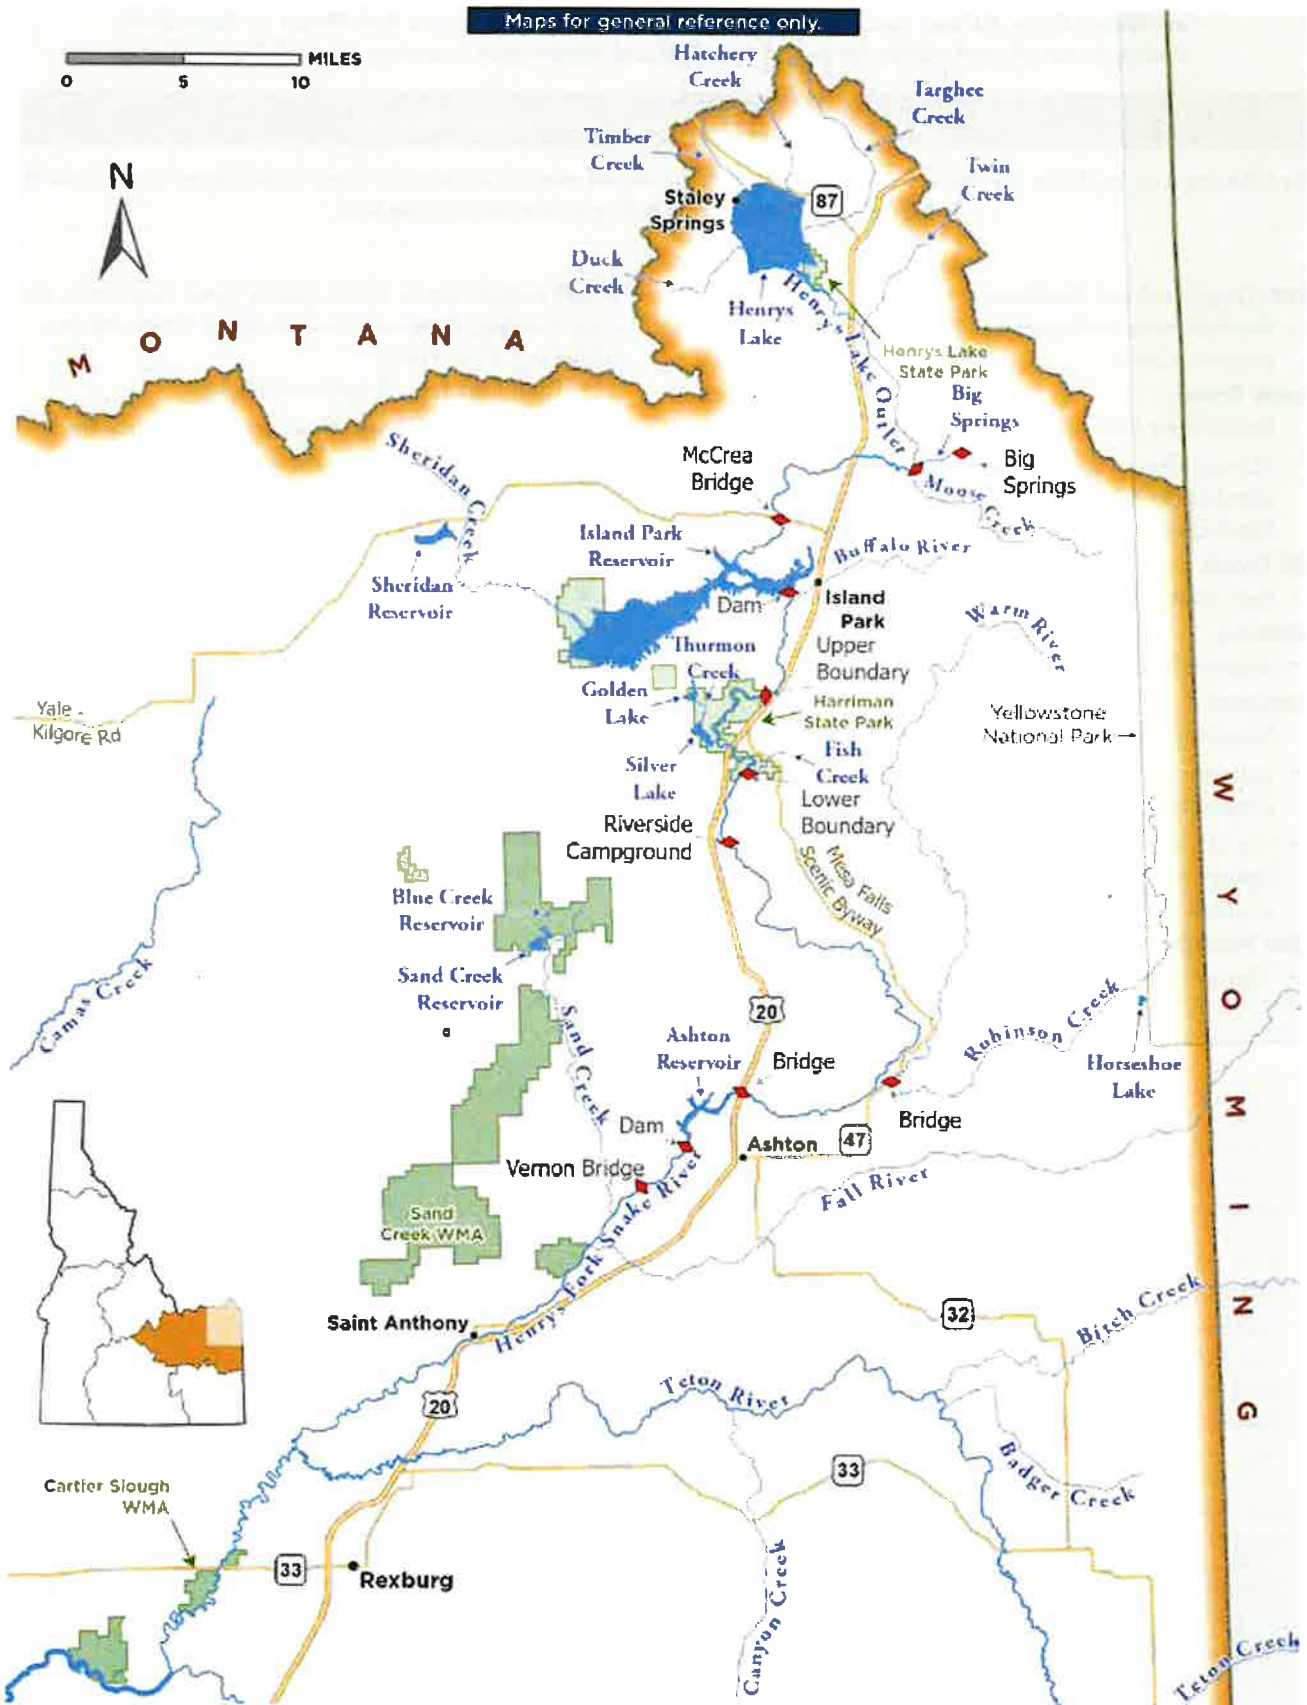 Maps for general reference only.
MILES
0 5 10
N
Hatchery
Creek
Targhee
Creek
Timber
Creek
Twin
Creek
Staley
Springs
87
Duck
Creek
Henrys
Lake
Henrys Lake Outlet
Henrys Lake
State Park
MONTANA
Big
Springs
Big
Springs
McCrea
Bridge
Moose Creek
Sheridan Creek
Island Park
Reservoir
Buffalo River
Sheridan
Reservoir
Dam
Island
Park
Warm River
Thurmon
Creek
Upper
Boundary
Golden
Lake
Harriman
State Park
Yale -
Kilgore Rd
Yellowstone
National Park
Silver
Lake
Fish
Creek
Lower
Boundary
Riverside
Campground
Mesa Falls
Scenic Byway
WYOMING
Blue Creek
Reservoir
Sand Creek
Reservoir
Camas Creek
Sand Creek
20
Ashton
Reservoir
Bridge
Robinson Creek
Horseshoe
Lake
Bridge
Dam
Ashton
47
Vernon Bridge
Fall River
Sand
Creek WMA
Henrys Fork Snake River
Saint Anthony
32
Bitch Creek
20
Teton River
33
Badger Creek
Cartier Slough
WMA
33
Rexburg
Canyon Creek
Teton Creek